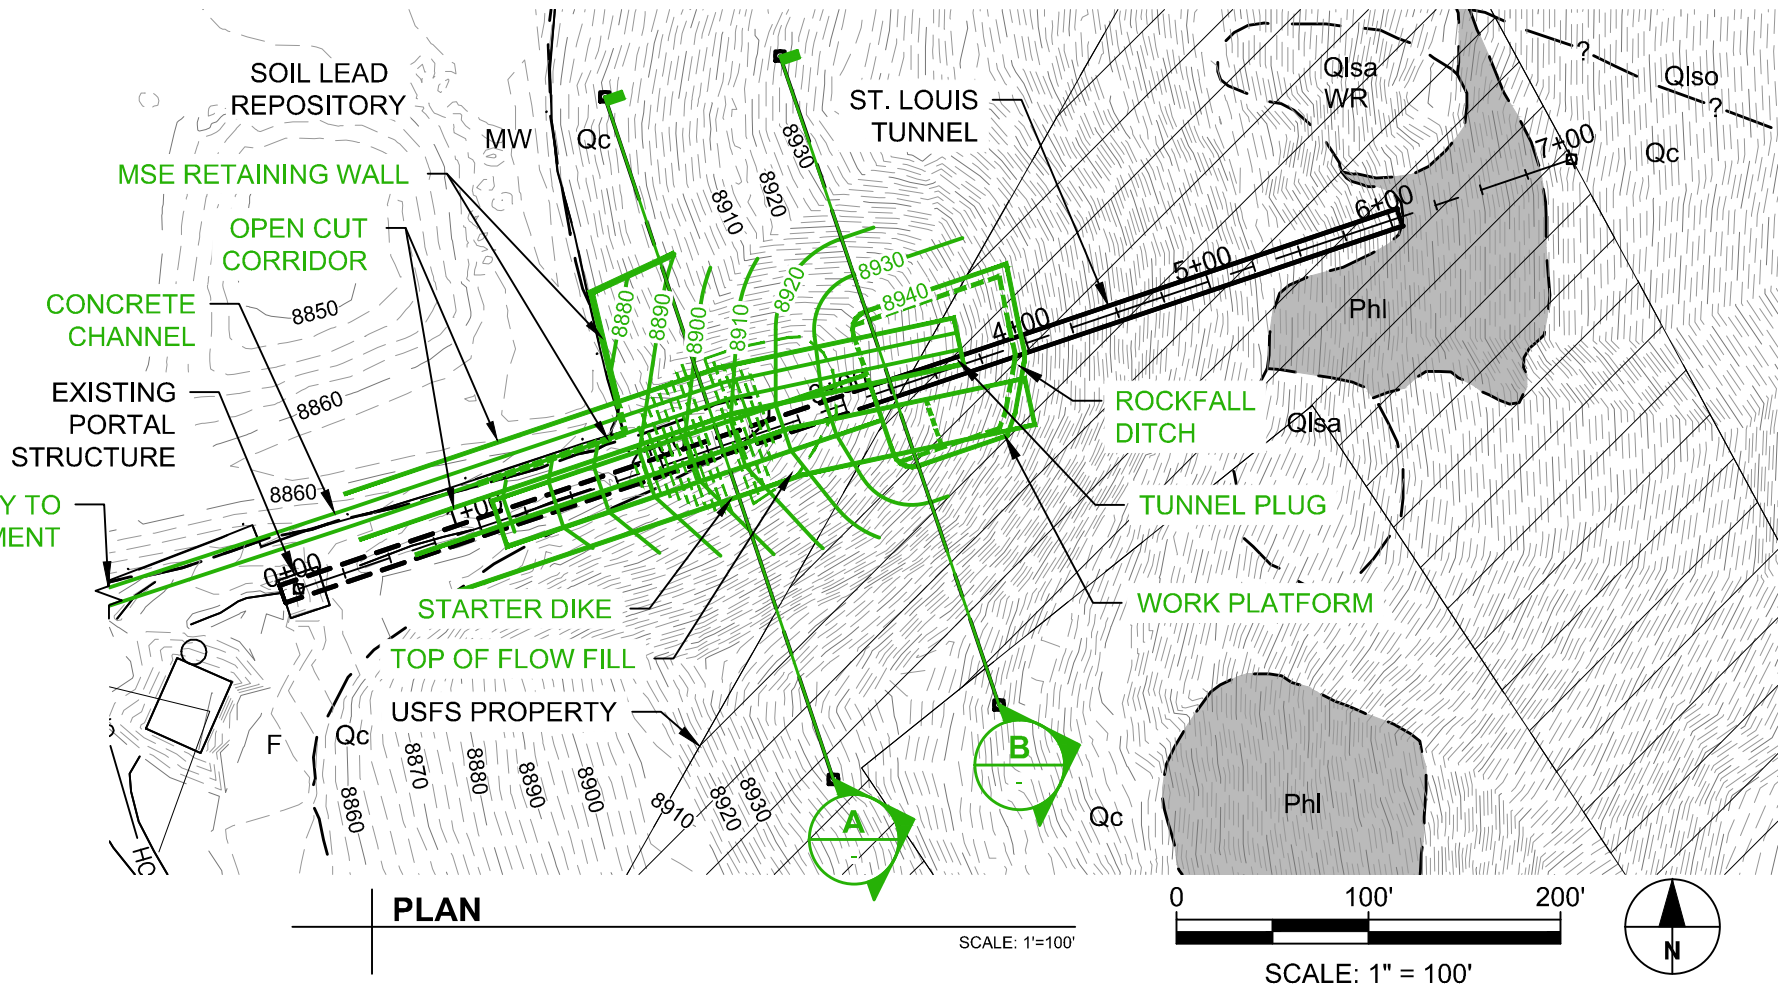 SOIL LEAD
REPOSITORY
MW
Qc
ST. LOUIS
TUNNEL
Qlsa
WR
?
Qlso
?
7+00
Qc
MSE RETAINING WALL
8930
8920
8910
6+00
OPEN CUT
CORRIDOR
5+00
8930
8920
8940
CONCRETE
CHANNEL
8850
8880
8890
8900
8910
4+00
Phl
EXISTING
PORTAL
STRUCTURE
8860
ROCKFALL
DITCH
Qlsa
8860
Y TO
MENT
+00
TUNNEL PLUG
0+00
STARTER DIKE
WORK PLATFORM
TOP OF FLOW FILL
USFS PROPERTY
F
Qc
8870
8880
8890
8900
8860
8910
8920
8930
B
-
A
-
Qc
Phl
HC
PLAN
SCALE: 1'=100'
0 100' 200'
SCALE: 1" = 100'
N